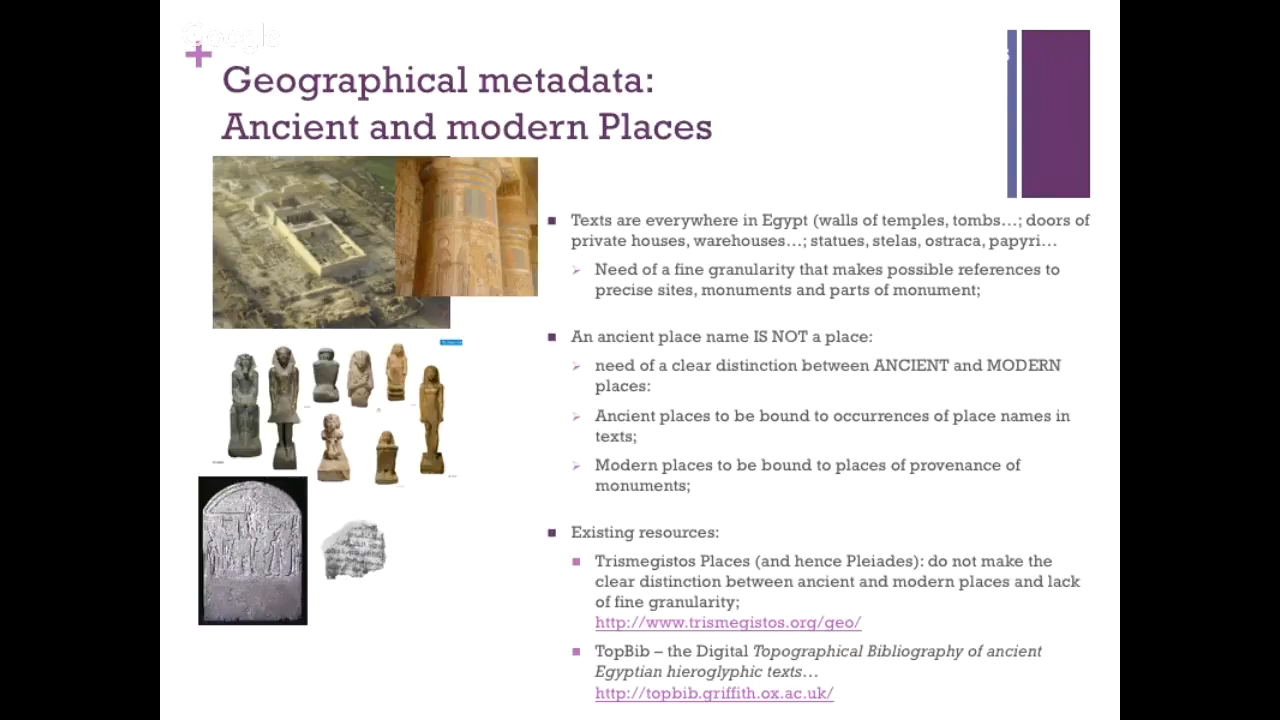 Google
+
Geographical metadata:
Ancient and modern Places
Texts are everywhere in Egypt (walls of temples, tombs...; doors of
private houses, warehouses...; statues, stelas, ostraca, papyri...
Need of a fine granularity that makes possible references to
precise sites, monuments and parts of monument;
An ancient place name IS NOT a place:
need of a clear distinction between ANCIENT and MODERN
places:
Ancient places to be bound to occurrences of place names in
texts;
Modern places to be bound to places of provenance of
monuments;
Existing resources:
Trismegistos Places (and hence Pleiades): do not make the
clear distinction between ancient and modern places and lack
of fine granularity;
http://www.trismegistos.org/geo/
TopBib – the Digital Topographical Bibliography of ancient
Egyptian hieroglyphic texts...
http://topbib.griffith.ox.ac.uk/